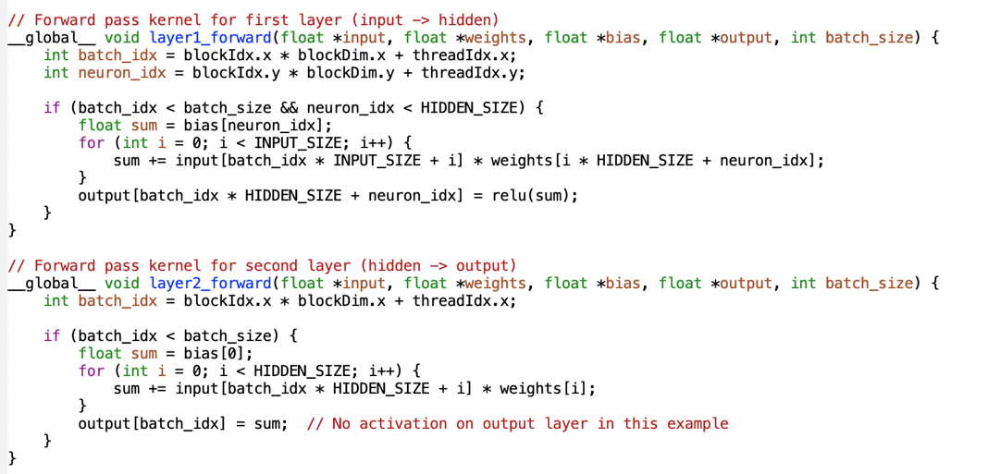 // Forward pass kernel for first layer (input -> hidden)
__global__ void layer1_forward(float *input, float *weights, float *bias, float *output, int batch_size) {
    int batch_idx = blockIdx.x * blockDim.x + threadIdx.x;
    int neuron_idx = blockIdx.y * blockDim.y + threadIdx.y;

    if (batch_idx < batch_size && neuron_idx < HIDDEN_SIZE) {
        float sum = bias[neuron_idx];
        for (int i = 0; i < INPUT_SIZE; i++) {
            sum += input[batch_idx * INPUT_SIZE + i] * weights[i * HIDDEN_SIZE + neuron_idx];
        }
        output[batch_idx * HIDDEN_SIZE + neuron_idx] = relu(sum);
    }
}

// Forward pass kernel for second layer (hidden -> output)
__global__ void layer2_forward(float *input, float *weights, float *bias, float *output, int batch_size) {
    int batch_idx = blockIdx.x * blockDim.x + threadIdx.x;

    if (batch_idx < batch_size) {
        float sum = bias[0];
        for (int i = 0; i < HIDDEN_SIZE; i++) {
            sum += input[batch_idx * HIDDEN_SIZE + i] * weights[i];
        }
        output[batch_idx] = sum;  // No activation on output layer in this example
    }
}